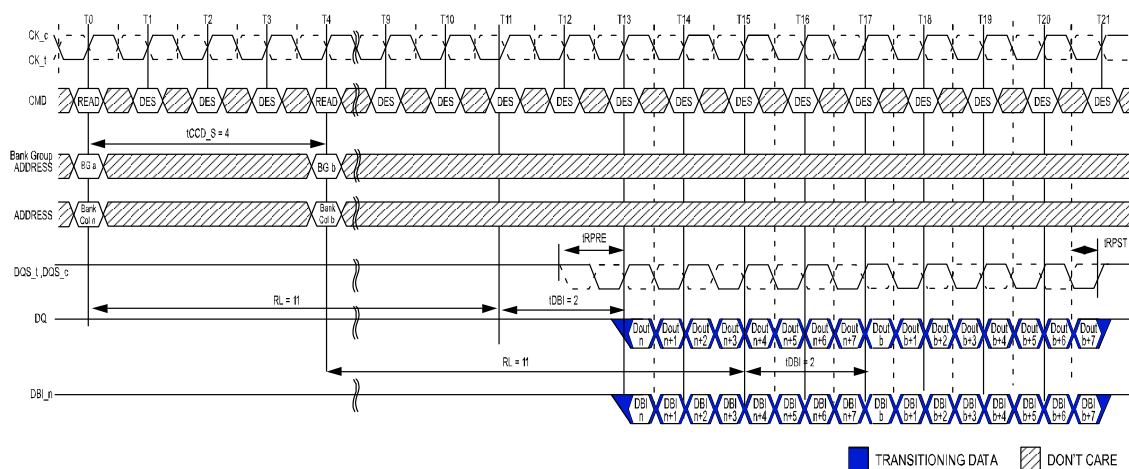 T0 T1 T2 T3 T4 T9 T10 T11 T12 T13 T14 T15 T16 T17 T18 T19 T20 T21
CK_c
CK_t
CMD READ DES DES DES READ DES DES DES DES DES DES DES DES DES DES DES DES DES
tCCD_S = 4
Bank Group
ADDRESS BG a BG b
ADDRESS Bank Col n Bank Col b
tRPRE tRPST
DQS_t ,DQS_c
RL = 11 tDBI = 2
DQ Dout n Dout n+1 Dout n+2 Dout n+3 Dout n+4 Dout n+5 Dout n+6 Dout n+7 Dout b Dout b+1 Dout b+2 Dout b+3 Dout b+4 Dout b+5 Dout b+6 Dout b+7
RL = 11 tDBI = 2
DBI_n DBI n DBI n+1 DBI n+2 DBI n+3 DBI n+4 DBI n+5 DBI n+6 DBI n+7 DBI b DBI b+1 DBI b+2 DBI b+3 DBI b+4 DBI b+5 DBI b+6 DBI b+7
TRANSITIONING DATA DON'T CARE